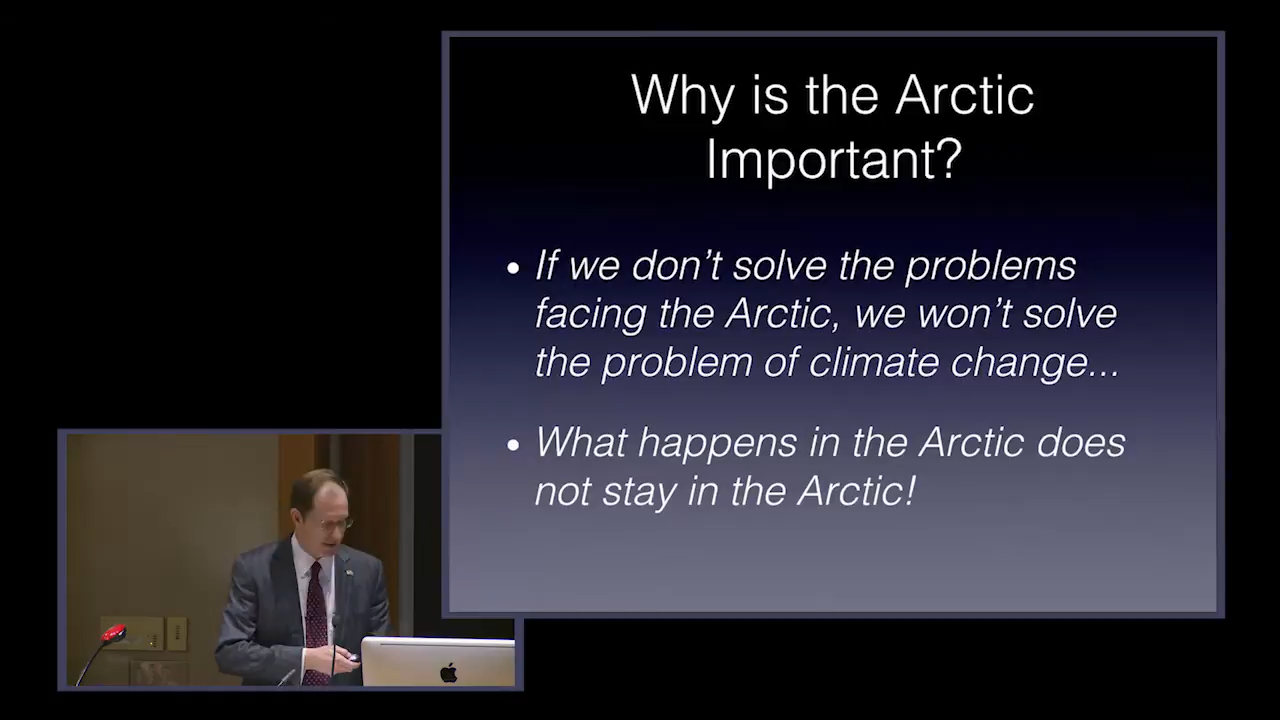 Why is the Arctic
Important?
• If we don't solve the problems
facing the Arctic, we won't solve
the problem of climate change...
• What happens in the Arctic does
not stay in the Arctic!